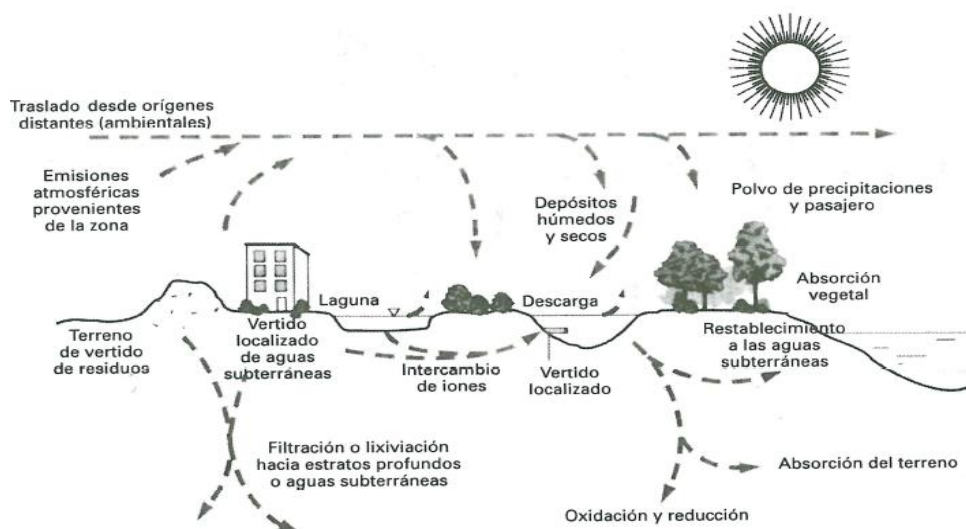 Traslado desde orígenes
distantes (ambientales)
Emisiones
atmosféricas
provenientes
de la zona
Depósitos
húmedos
y secos
Polvo de precipitaciones
y pasajero
Absorción
vegetal
Laguna
Descarga
Terreno
de vertido
de residuos
Vertido
localizado
de aguas
subterráneas
Intercambio
de iones
Vertido
localizado
Restablecimiento
a las aguas
subterráneas
Filtración o lixiviación
hacia estratos profundos
o aguas subterráneas
Absorción del terreno
Oxidación y reducción